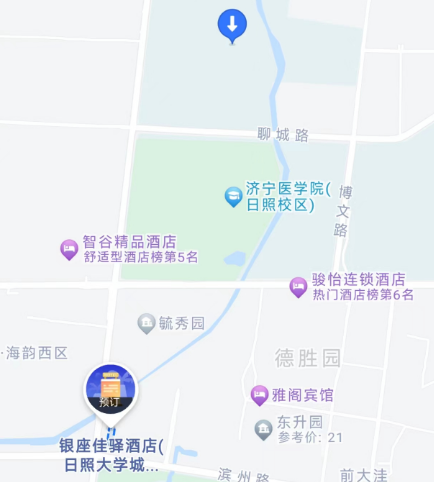 聊城路
济宁医学院(
日照校区)
博文路
智谷精品酒店
舒适型酒店榜第5名
骏怡连锁酒店
热门酒店榜第6名
毓秀园
·海韵西区
德胜园
预订
雅阁宾馆
东升园
参考价: 21
银座佳驿酒店(
日照大学城...
滨州路
前大洼